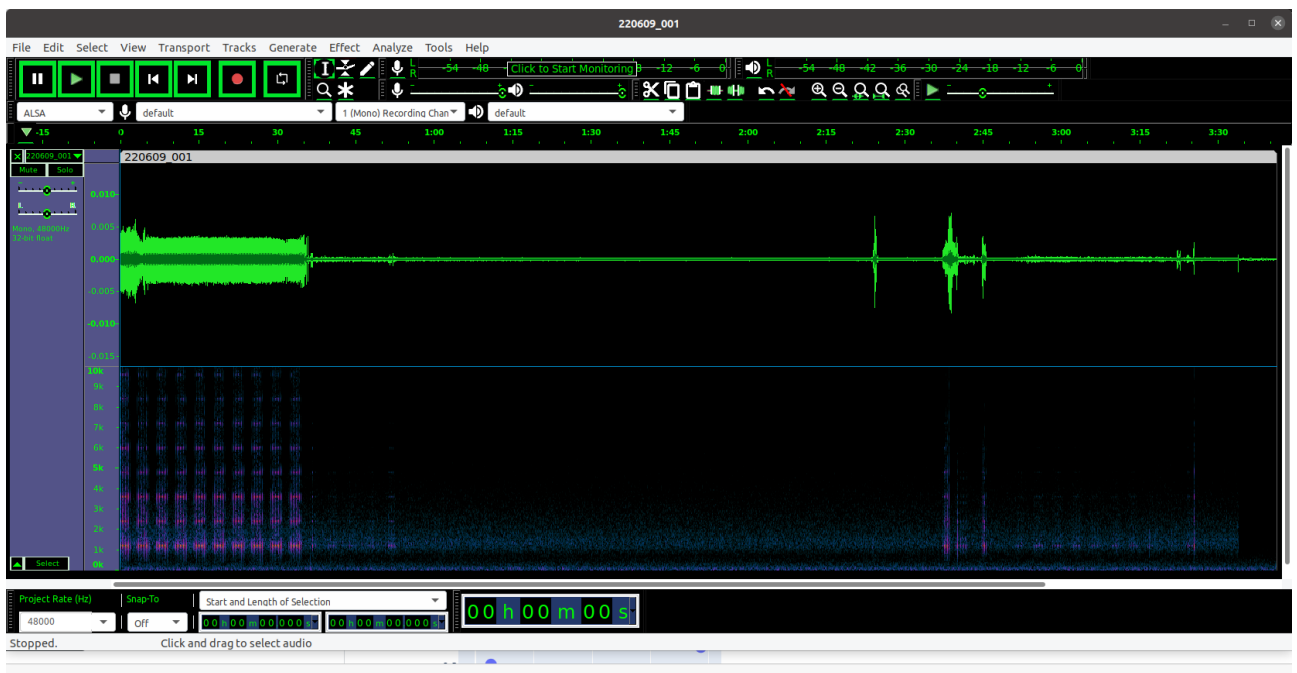 220609_001
File Edit Select View Transport Tracks Generate Effect Analyze Tools Help
L R -54 -48 Click to Start Monitoring 8 -12 -6 0 L R -54 -48 -42 -36 -30 -24 -18 -12 -6 0
ALSA default 1 (Mono) Recording Chan default
-15 0 15 30 45 1:00 1:15 1:30 1:45 2:00 2:15 2:30 2:45 3:00 3:15 3:30
220609_001 220609_001
Mute Solo
- +
0.010
L R
0.005
Mono, 48000Hz
32-bit float
0.000
-0.005
-0.010
-0.015
10k
9k
8k
7k
6k
5k
4k
3k
2k
1k
Select 0k
Project Rate (Hz) Snap-To Start and Length of Selection
48000 Off 00h00m00.000s 00h00m00.000s 00h00m00s
Stopped. Click and drag to select audio